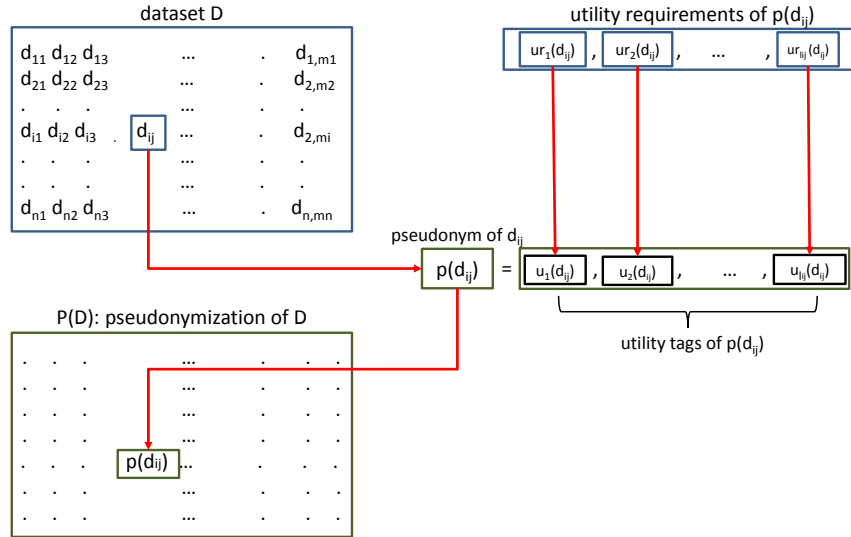 dataset D
d11 d12 d13 ... . d1,m1
d21 d22 d23 ... . d2,m2
. . . ... . .
di1 di2 di3 . dij ... . d2,mi
. . . ... . .
. . . ... . .
dn1 dn2 dn3 ... . dn,mn
utility requirements of p(dij)
ur1(dij) , ur2(dij) , ... , urlij(dij)
pseudonym of dij
p(dij) = u1(dij) , u2(dij) , ... , ulij(dij)
utility tags of p(dij)
P(D): pseudonymization of D
. . . ... . . .
. . . ... . . .
. . . ... . . .
. . . ... . . .
. . p(dij) ... . . .
. . . ... . . .
. . . ... . . .